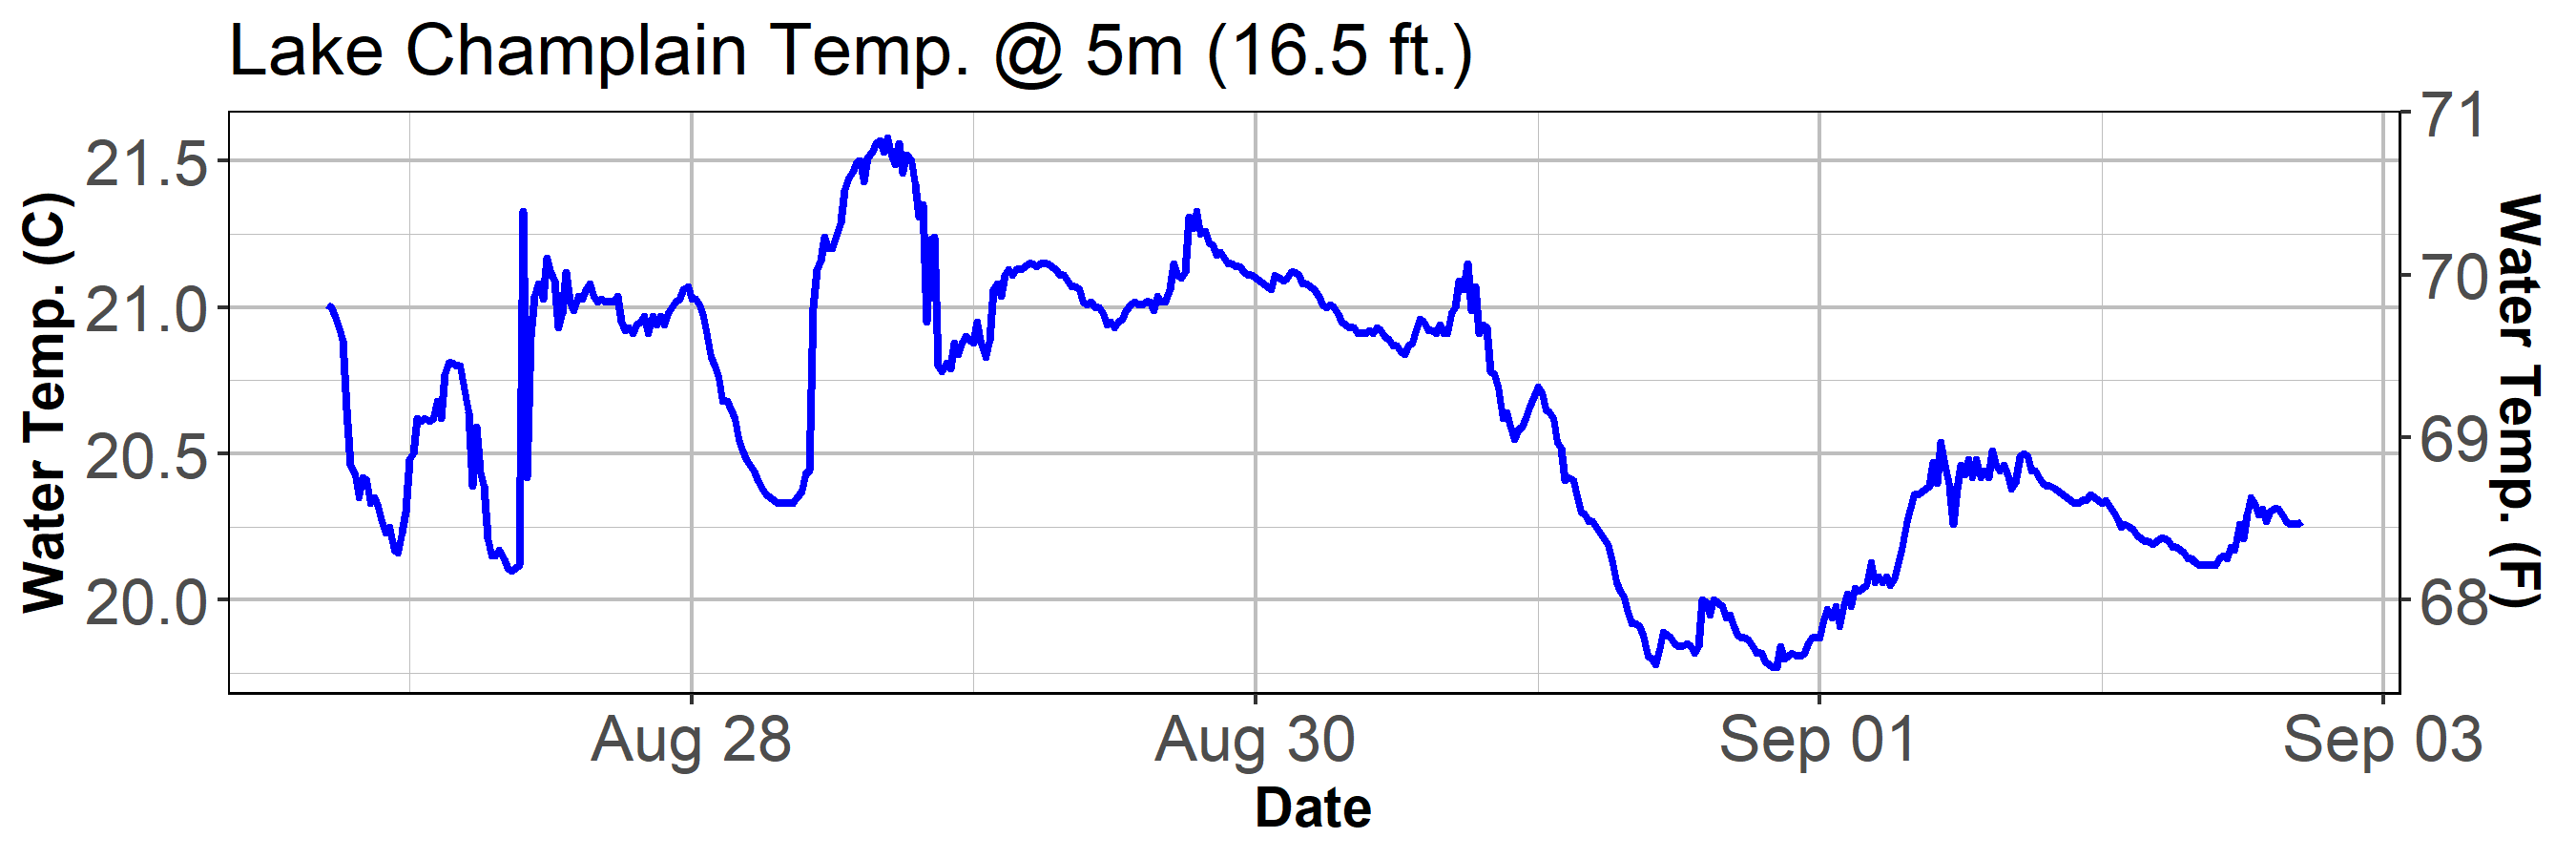 Lake Champlain Temp. @ 5m (16.5 ft.)
Water Temp. (C)
21.5
21.0
20.5
20.0
71
70
69
68
Water Temp. (F)
Aug 28
Aug 30
Sep 01
Sep 03
Date